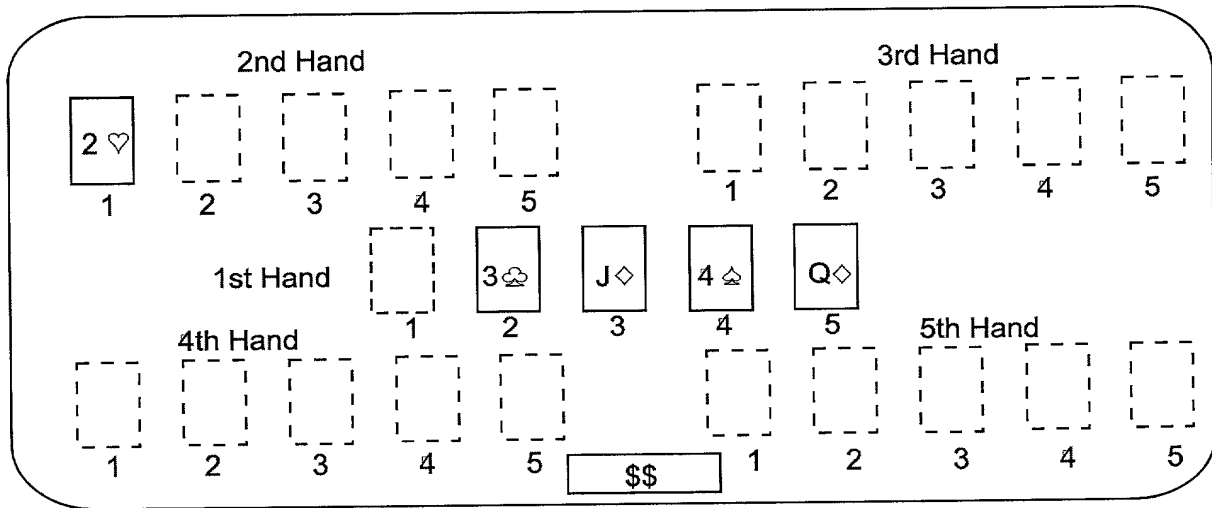 2nd Hand
3rd Hand
2♡
1 2 3 4 5
1 2 3 4 5
1st Hand
3♧ J♢ 4♤ Q♢
1 2 3 4 5
4th Hand
5th Hand
1 2 3 4 5
1 2 3 4 5
$$